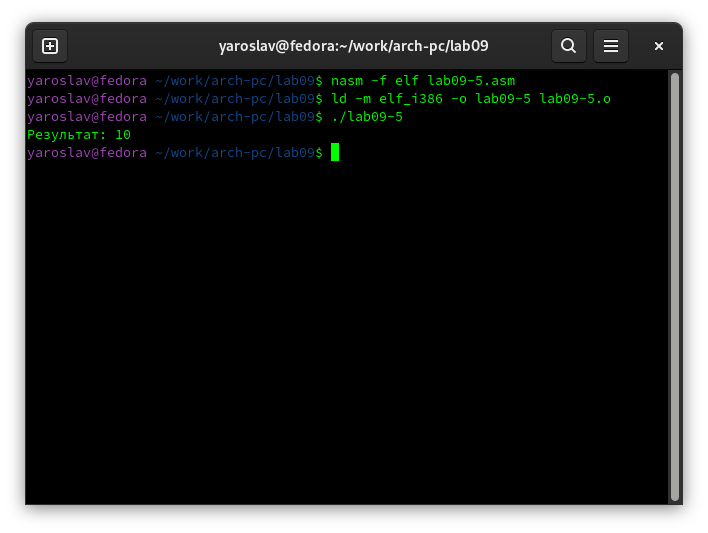 yaroslav@fedora:~/work/arch-pc/lab09
yaroslav@fedora ~/work/arch-pc/lab09$ nasm -f elf lab09-5.asm
yaroslav@fedora ~/work/arch-pc/lab09$ ld -m elf_i386 -o lab09-5 lab09-5.o
yaroslav@fedora ~/work/arch-pc/lab09$ ./lab09-5
Результат: 10
yaroslav@fedora ~/work/arch-pc/lab09$